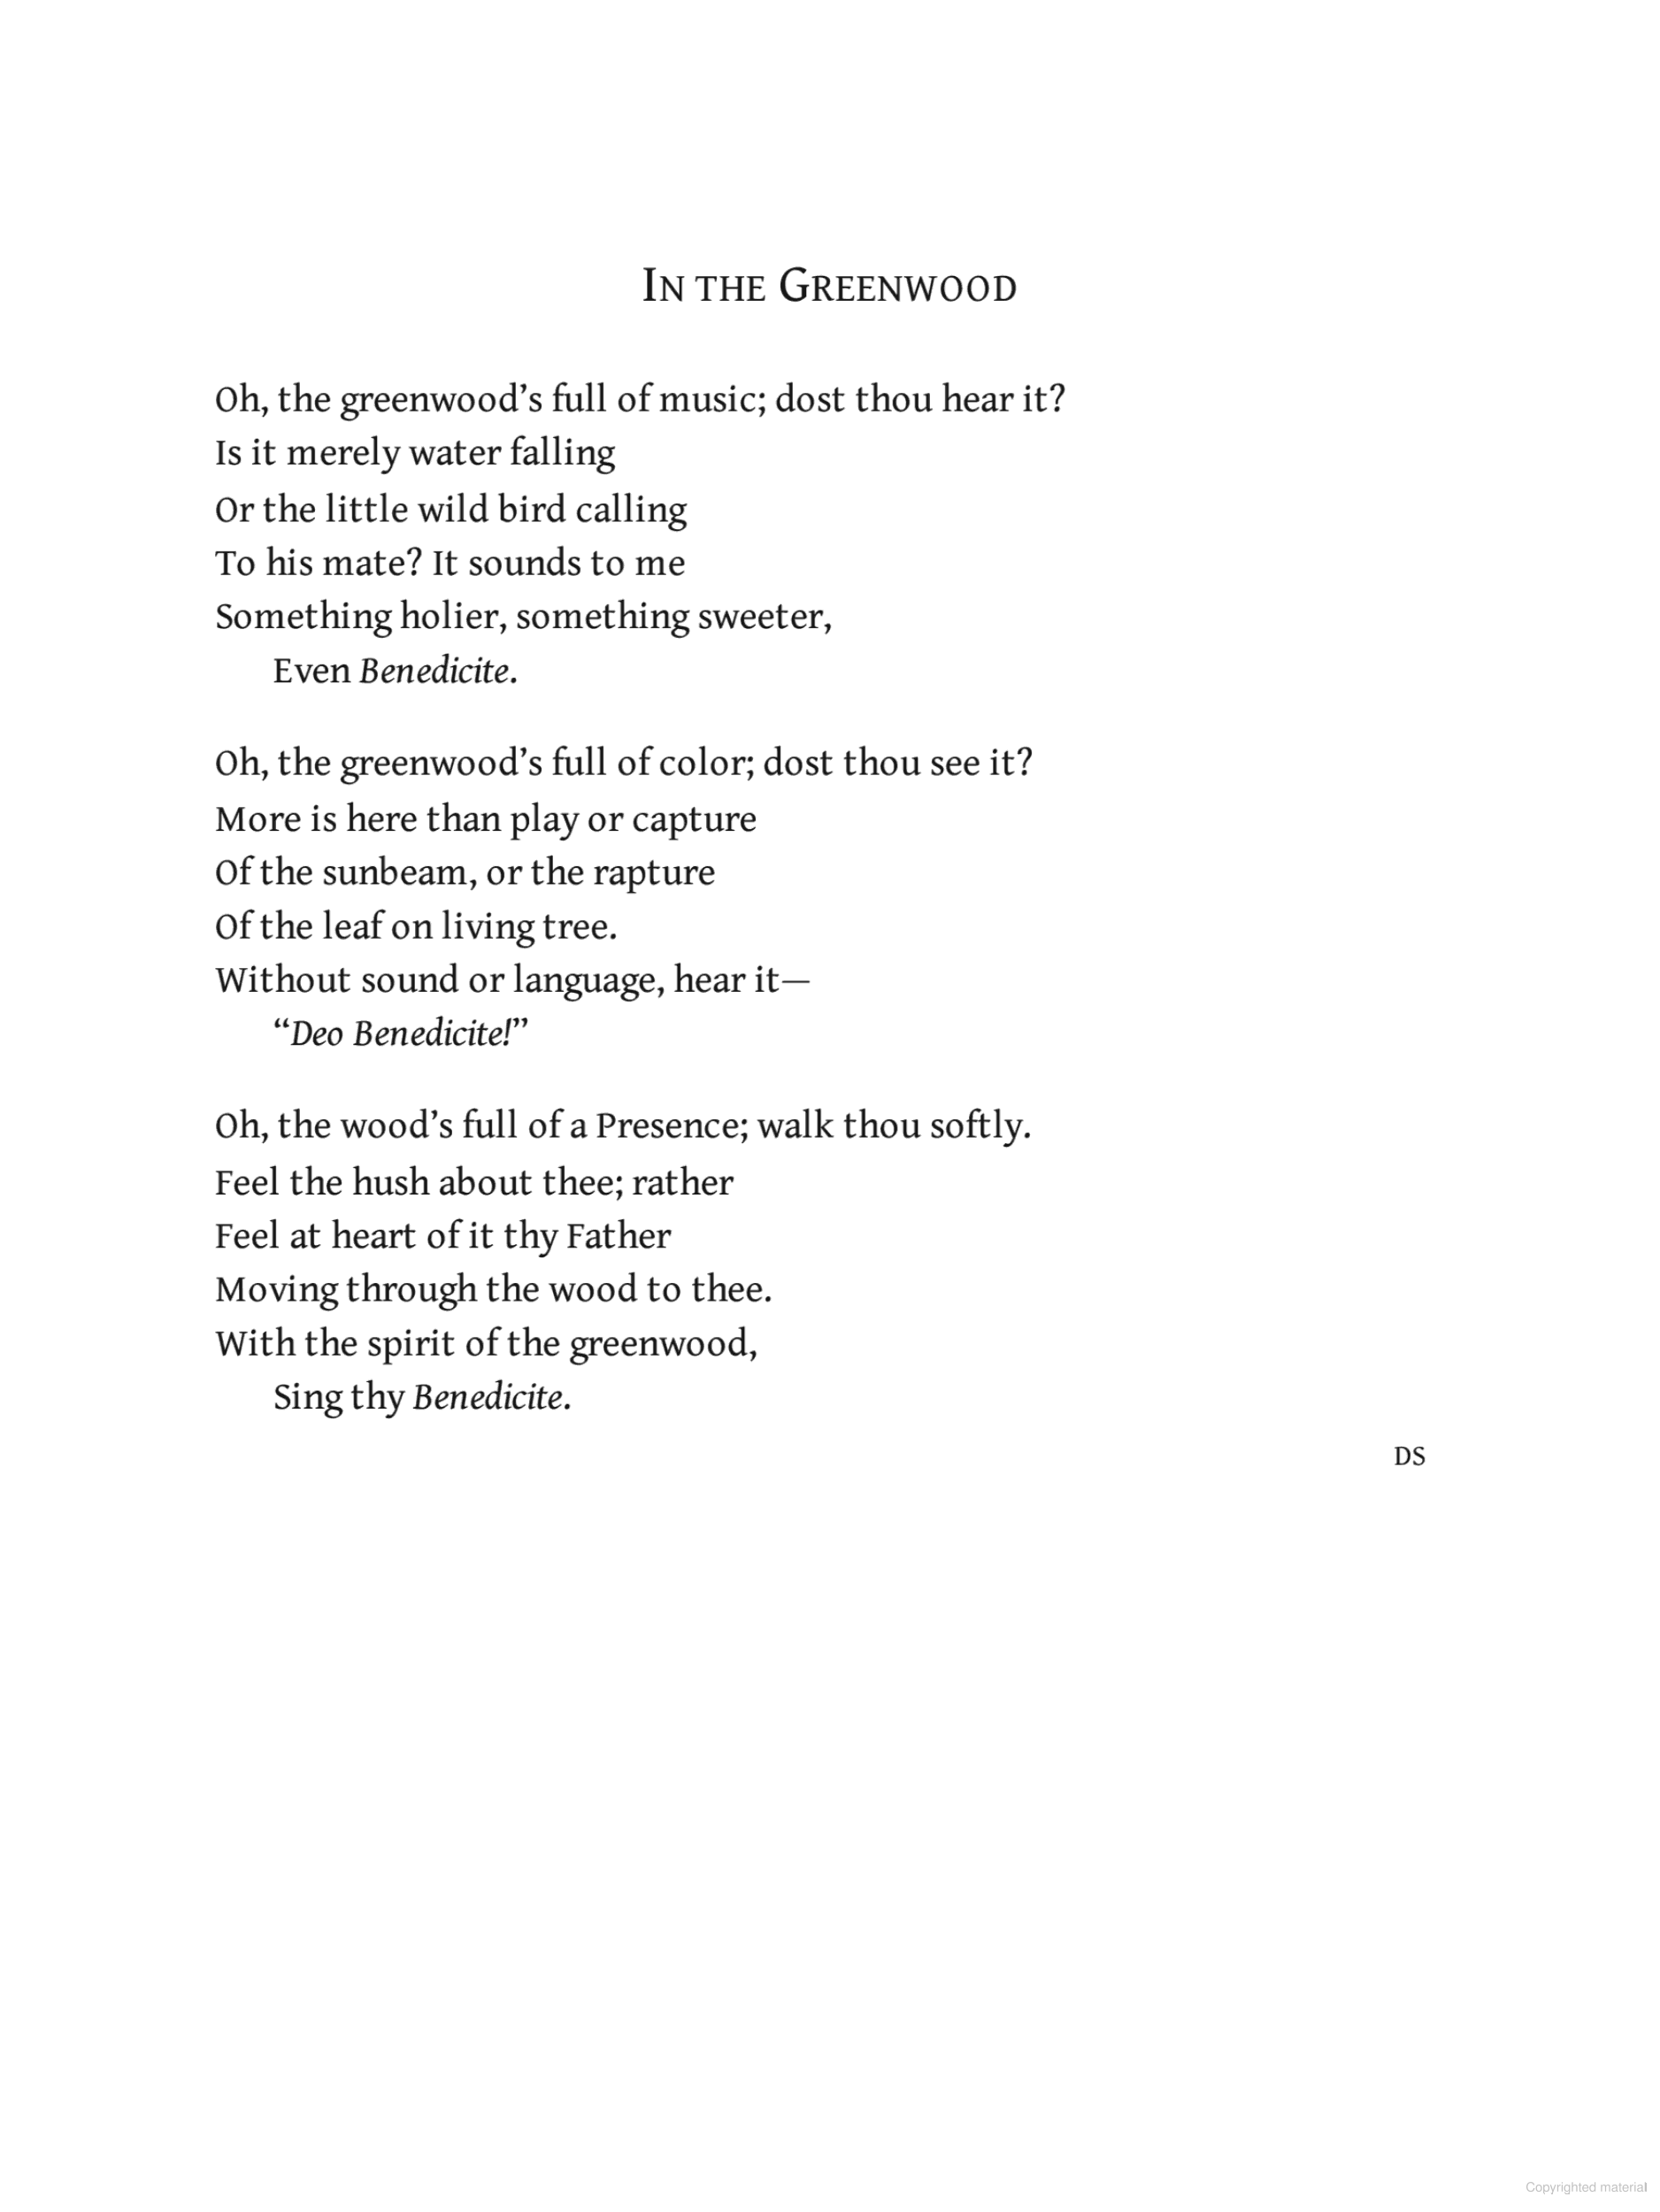 In the Greenwood
Oh, the greenwood’s full of music; dost thou hear it?
Is it merely water falling
Or the little wild bird calling
To his mate? It sounds to me
Something holier, something sweeter,
Even Benedicite.
Oh, the greenwood’s full of color; dost thou see it?
More is here than play or capture
Of the sunbeam, or the rapture
Of the leaf on living tree.
Without sound or language, hear it—
“Deo Benedicite!”
Oh, the wood’s full of a Presence; walk thou softly.
Feel the hush about thee; rather
Feel at heart of it thy Father
Moving through the wood to thee.
With the spirit of the greenwood,
Sing thy Benedicite.
DS
Copyrighted material